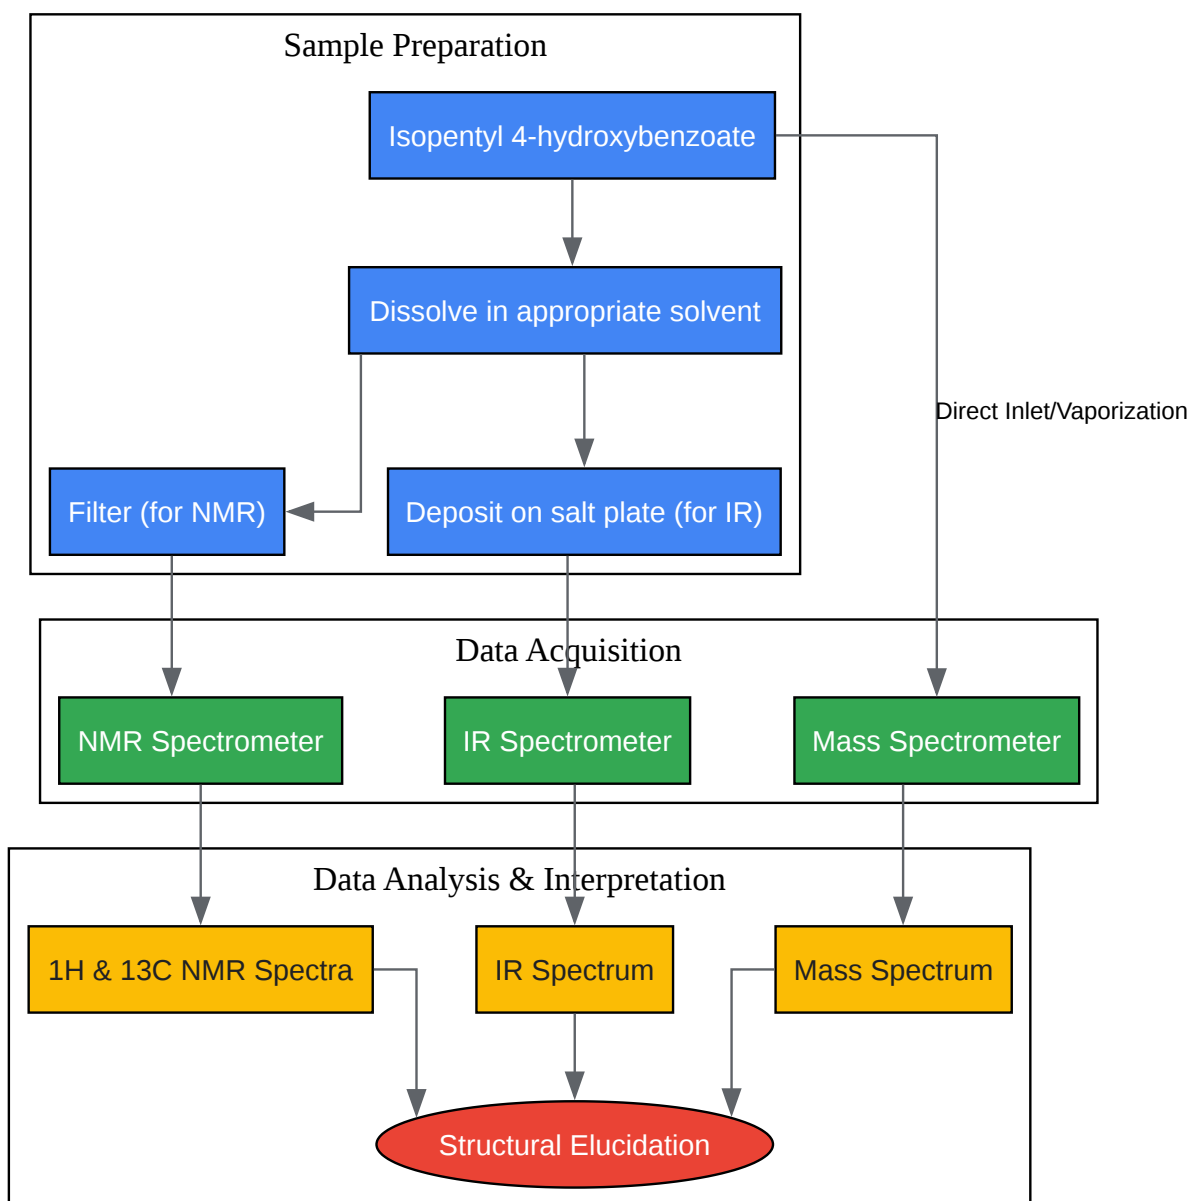 Sample Preparation
Isopentyl 4-hydroxybenzoate
Dissolve in appropriate solvent
Direct Inlet/Vaporization
Filter (for NMR)
Deposit on salt plate (for IR)
Data Acquisition
NMR Spectrometer
IR Spectrometer
Mass Spectrometer
Data Analysis & Interpretation
1H & 13C NMR Spectra
IR Spectrum
Mass Spectrum
Structural Elucidation